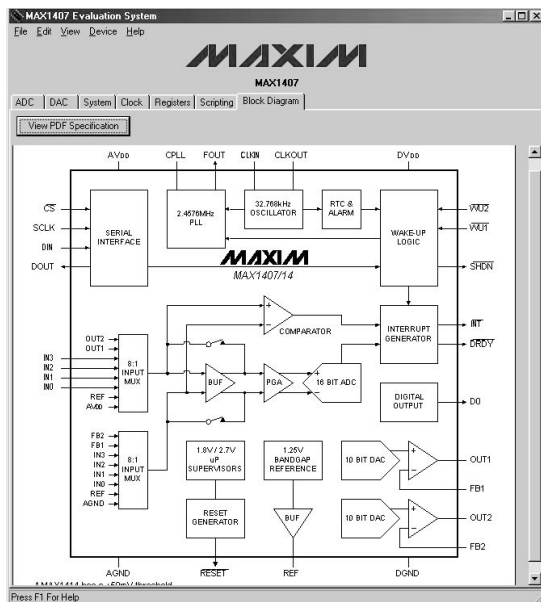 MAX1407 Evaluation System
File Edit View Device Help
MAXIM
MAX1407
ADC DAC System Clock Registers Scripting Block Diagram
View PDF Specification
AVDD CPLL FOUT CLKIN CLKOUT DVDD
CS
SCLK
DIN
DOUT
SERIAL
INTERFACE
2.4576MHz
PLL
32.768kHz
OSCILLATOR
RTC &
ALARM
WAKE-UP
LOGIC
WU2
WU1
SHDN
MAXIM
MAX1407/14
COMPARATOR
INTERRUPT
GENERATOR
INT
DRDY
OUT2
OUT1
IN3
IN2
IN1
IN0
REF
AVDD
8:1
INPUT
MUX
BUF
PGA
16 BIT ADC
DIGITAL
OUTPUT
D0
FB2
FB1
IN3
IN2
IN1
IN0
REF
AGND
8:1
INPUT
MUX
1.8V / 2.7V
uP
SUPERVISORS
1.25V
BANDGAP
REFERENCE
RESET
GENERATOR
BUF
10 BIT DAC
OUT1
FB1
10 BIT DAC
OUT2
FB2
AGND RESET REF DGND
MAX1414 has a +50mV threshold
Press F1 For Help